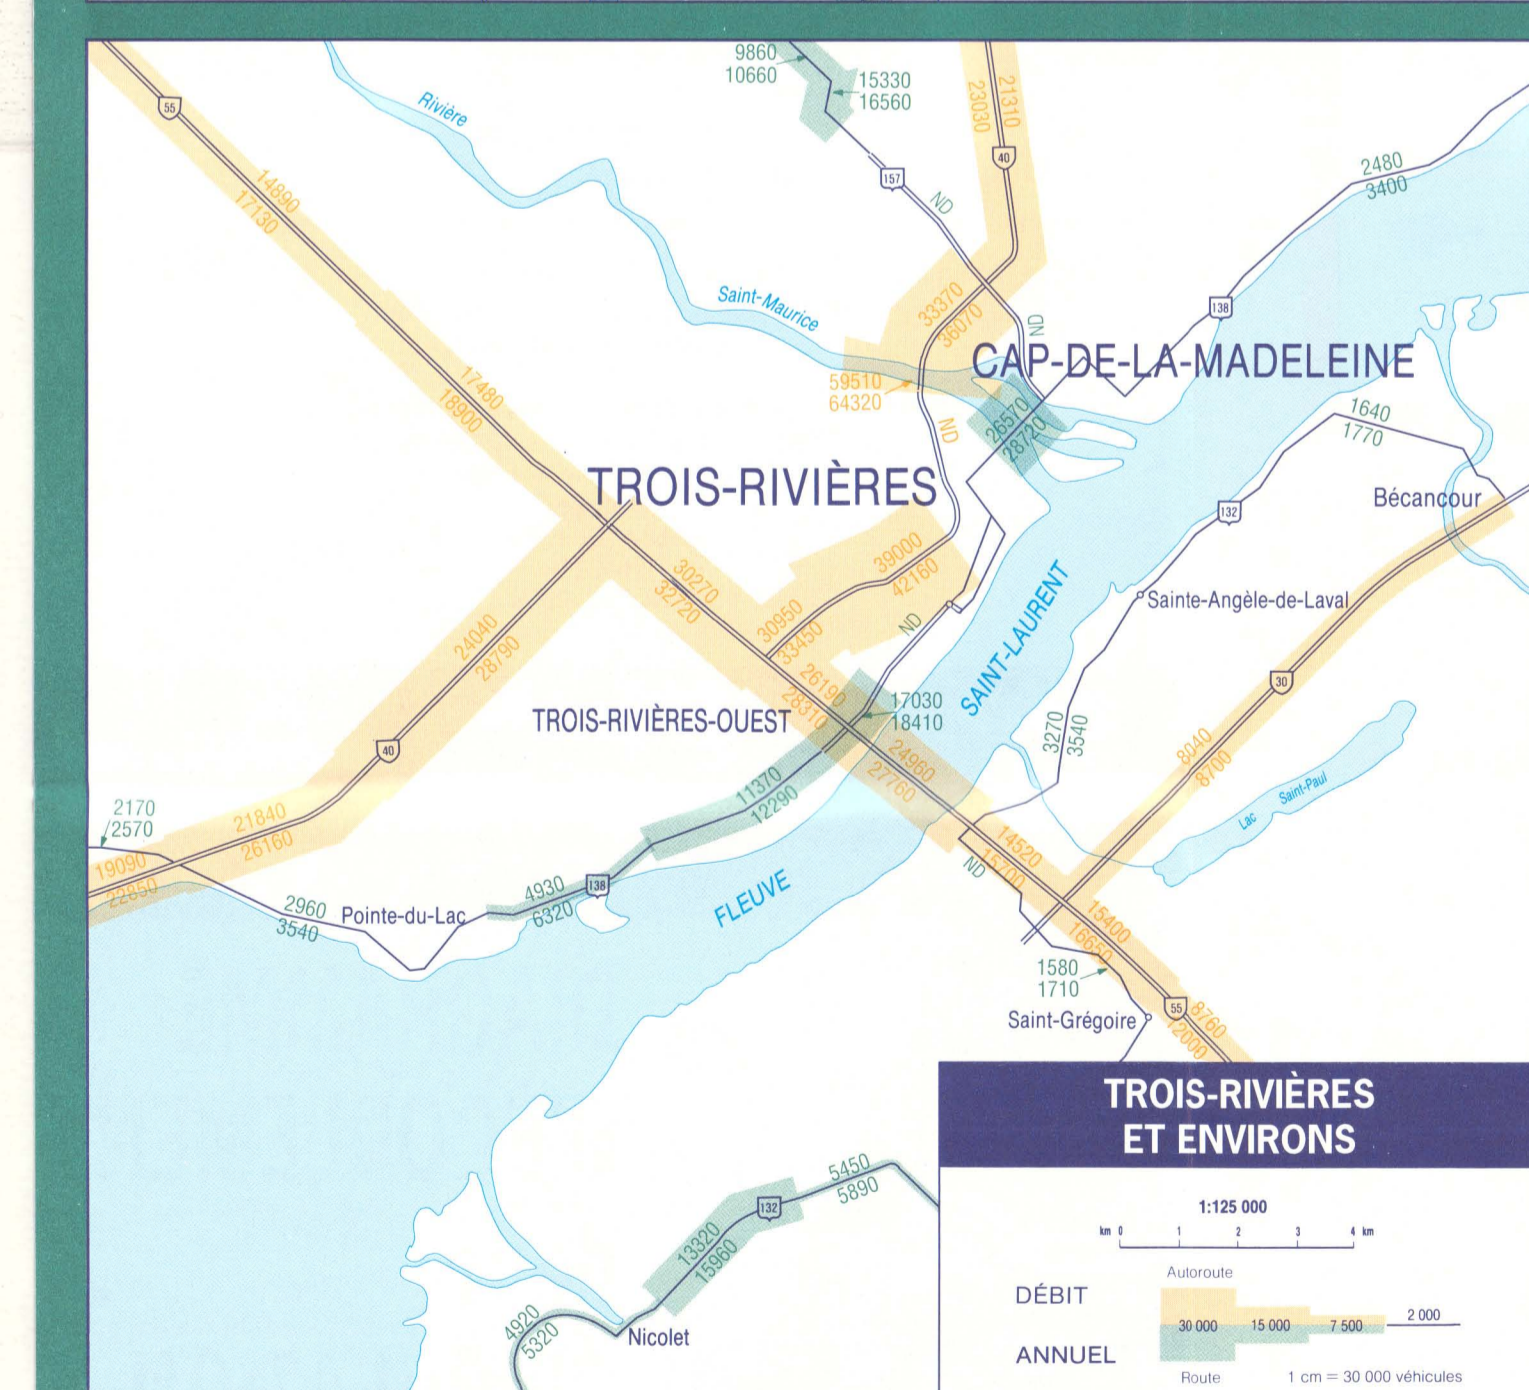 9860
10660
15330
16560
21310
23030
55
40
Rivière
157
ND
2480
3400
14890
17130
Saint-Maurice
33370
36070
ND
138
CAP-DE-LA-MADELEINE
59510
64320
17480
18900
ND
26570
28720
1640
1770
TROIS-RIVIÈRES
Bécancour
132
39000
42160
30270
32720
SAINT-LAURENT
Sainte-Angèle-de-Laval
30950
33450
ND
24040
28790
26190
28310
30
TROIS-RIVIÈRES-OUEST
17030
18410
3270
3540
8040
8700
40
24960
27760
11370
12290
Lac Saint-Paul
2170
2570
21840
26160
14520
15700
ND
19090
22850
4930
6320
138
FLEUVE
2960
3540
Pointe-du-Lac
15400
16650
1580
1710
55
8760
12000
Saint-Grégoire
TROIS-RIVIÈRES
ET ENVIRONS
5450
5890
132
13320
15960
4920
5320
Nicolet
1:125 000
km 0 1 2 3 4 km
Autoroute
DÉBIT
30 000 15 000 7 500 2 000
ANNUEL
Route 1 cm = 30 000 véhicules